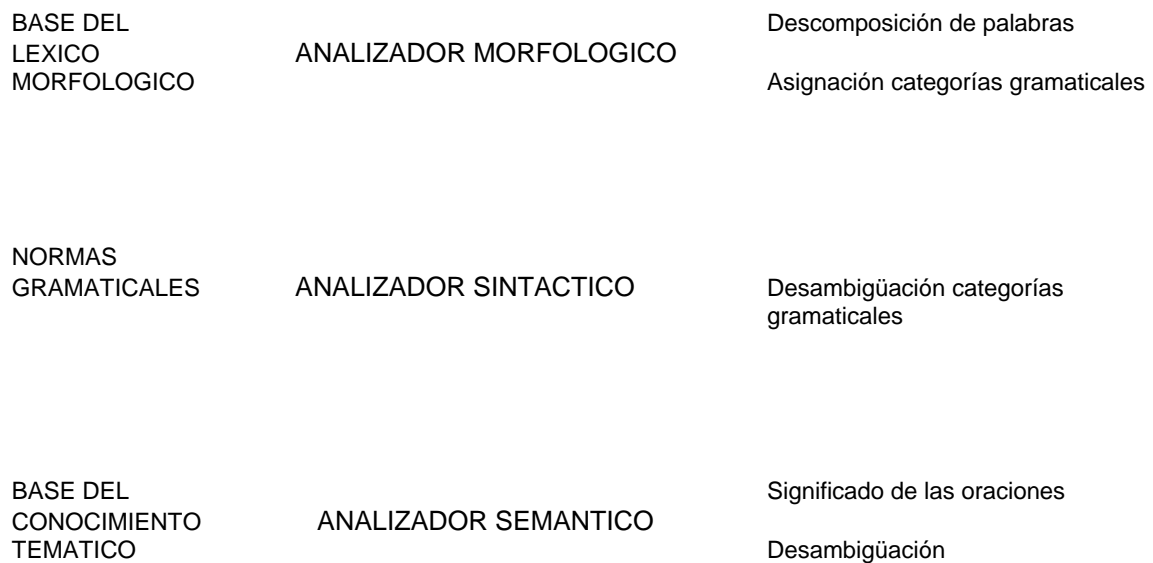 BASE DEL
LEXICO
MORFOLOGICO
ANALIZADOR MORFOLOGICO
Descomposición de palabras
Asignación categorías gramaticales
NORMAS
GRAMATICALES
ANALIZADOR SINTACTICO
Desambigüación categorías
gramaticales
BASE DEL
CONOCIMIENTO
TEMATICO
ANALIZADOR SEMANTICO
Significado de las oraciones
Desambigüación